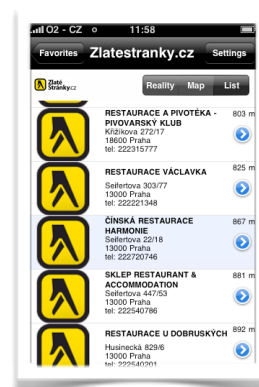 O2 - CZ 11:58
Favorites Zlatestranky.cz Settings
Zlaté
Stránky.cz
Reality Map List
RESTAURACE A PIVOTÉKA - 803 m
PIVOVARSKÝ KLUB
Křižíkova 272/17
18600 Praha
tel: 222315777
825 m
RESTAURACE VÁCLAVKA
Seifertova 303/77
13000 Praha
tel: 222221348
ČÍNSKÁ RESTAURACE 867 m
HARMONIE
Seifertova 22/18
13000 Praha
tel: 222720746
SKLEP RESTAURANT & 881 m
ACCOMMODATION
Seifertova 447/53
13000 Praha
tel: 222540786
RESTAURACE U DOBRUSKÝCH 892 m
Husinecká 829/6
13000 Praha
tel: 222540201